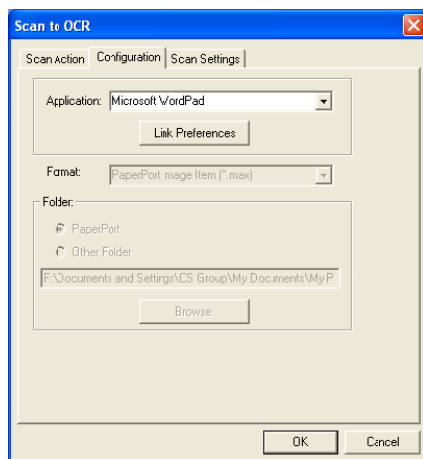 Scan to OCR
Scan Action Configuration Scan Settings
Application: Microsoft WordPad
Link Preferences
Format: PaperPort mage Item (*.max)
Folder:
PaperPort
Other Folder
F:\Documents and Settings\CS Group\My Documents\My P
Browse
OK Cancel